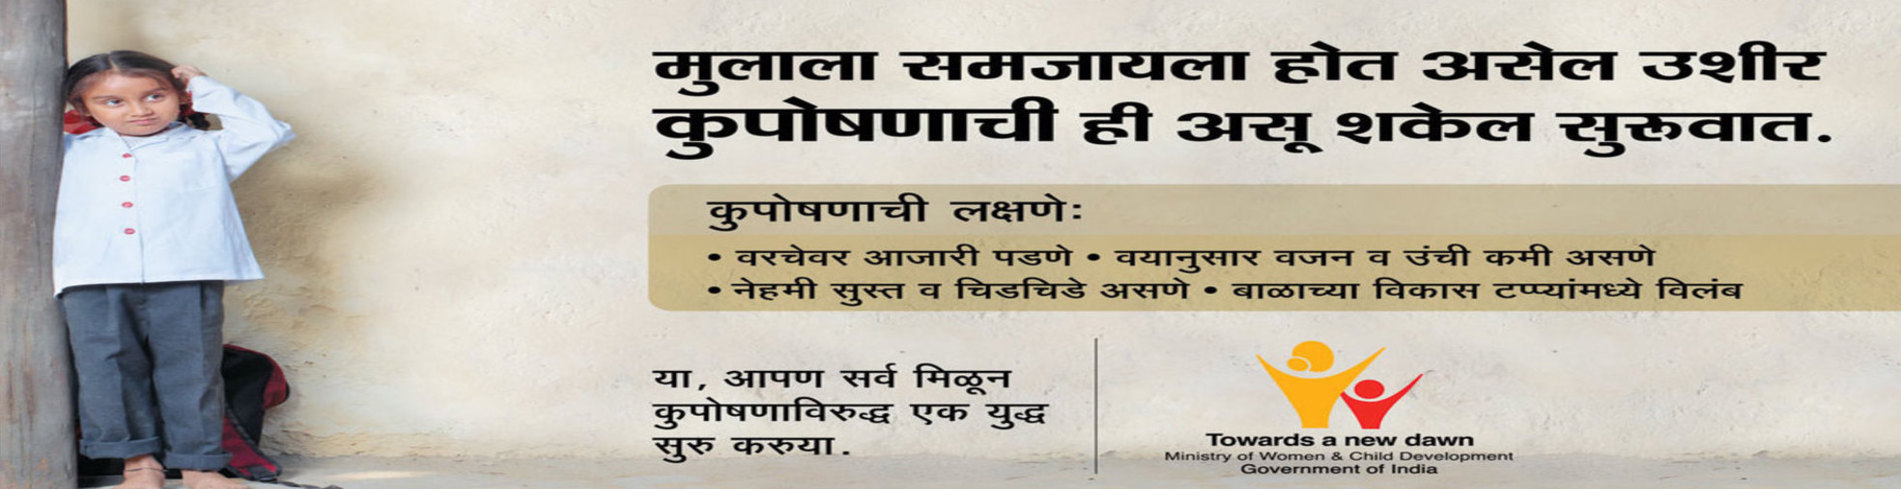 मुलाला समजायला होत असेल उशीर
कुपोषणाची ही असू शकेल सुरूवात.
कुपोषणाची लक्षणे:
• वरचेवर आजारी पडणे • वयानुसार वजन व उंची कमी असणे
• नेहमी सुस्त व चिडचिडे असणे • बाळाच्या विकास टप्प्यांमध्ये विलंब
या, आपण सर्व मिळून
कुपोषणाविरुद्ध एक युद्ध
सुरु करुया.
Towards a new dawn
Ministry of Women & Child Development
Government of India